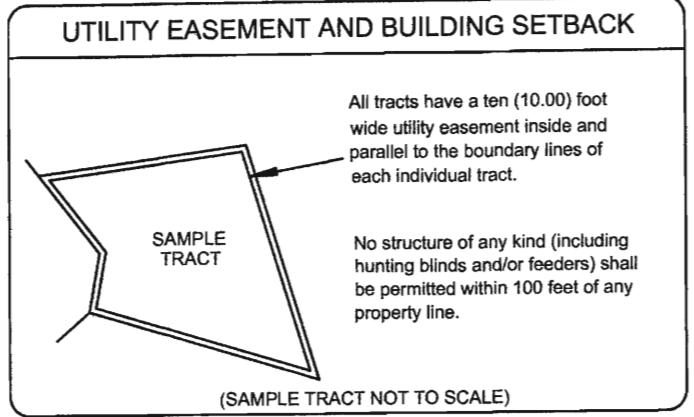 UTILITY EASEMENT AND BUILDING SETBACK
All tracts have a ten (10.00) foot
wide utility easement inside and
parallel to the boundary lines of
each individual tract.
SAMPLE
TRACT
No structure of any kind (including
hunting blinds and/or feeders) shall
be permitted within 100 feet of any
property line.
(SAMPLE TRACT NOT TO SCALE)